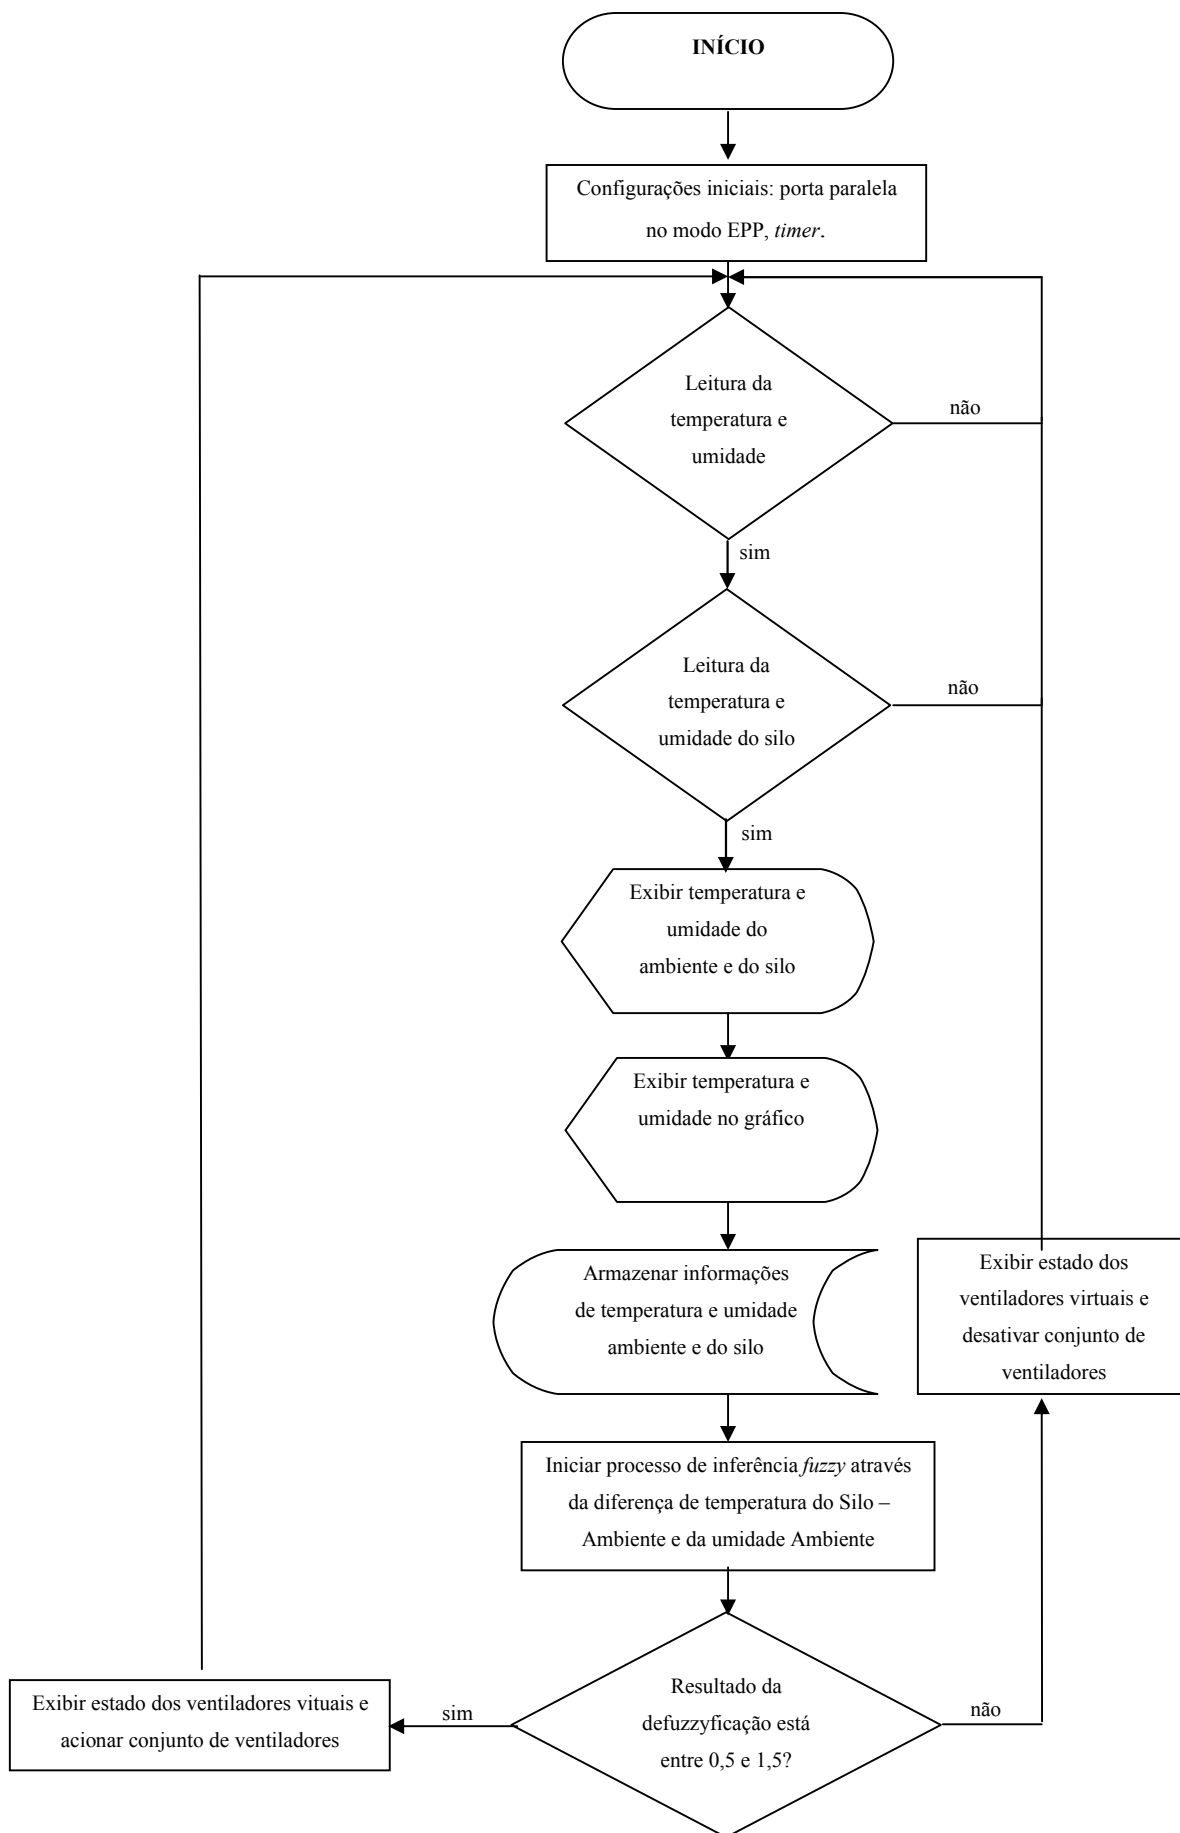 INÍCIO
Configurações iniciais: porta paralela
no modo EPP, timer.
Leitura da
temperatura e
umidade
não
sim
Leitura da
temperatura e
umidade do silo
não
sim
Exibir temperatura e
umidade do
ambiente e do silo
Exibir temperatura e
umidade no gráfico
Armazenar informações
de temperatura e umidade
ambiente e do silo
Exibir estado dos
ventiladores virtuais e
desativar conjunto de
ventiladores
Iniciar processo de inferência fuzzy através
da diferença de temperatura do Silo –
Ambiente e da umidade Ambiente
Resultado da
defuzzyficação está
entre 0,5 e 1,5?
sim
não
Exibir estado dos ventiladores vituais e
acionar conjunto de ventiladores